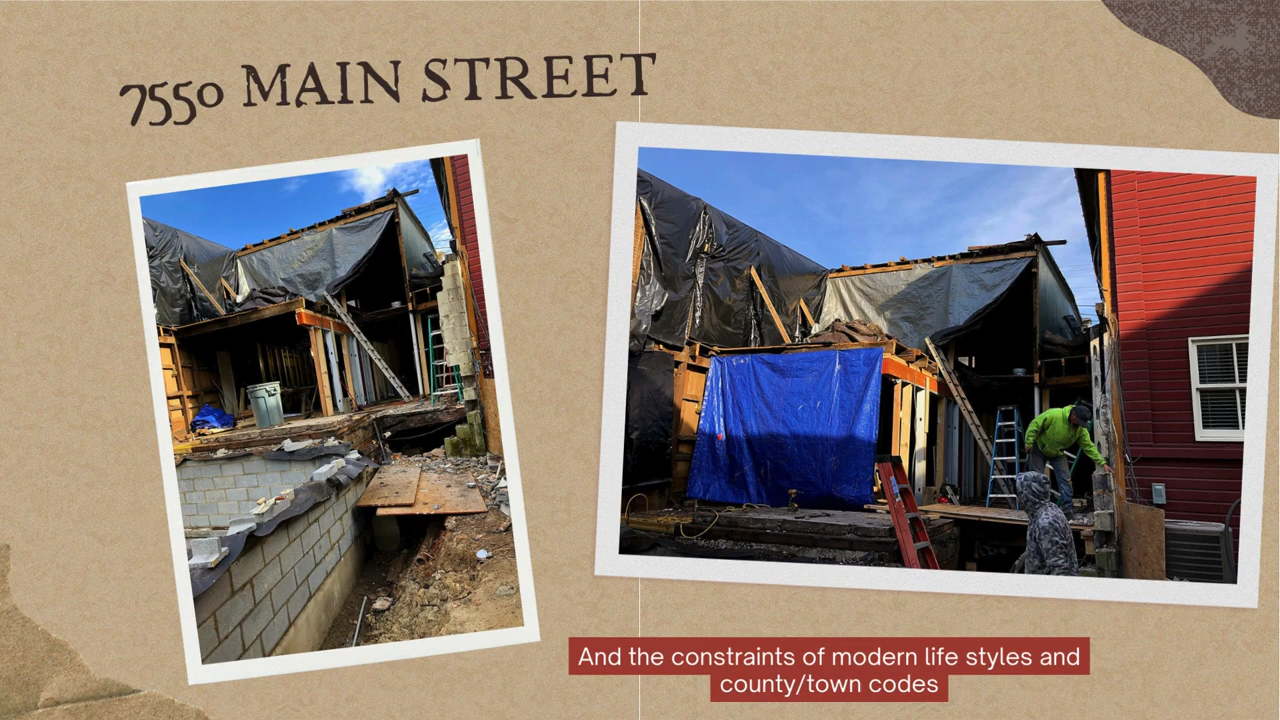 7550 MAIN STREET
And the constraints of modern life styles and
county/town codes